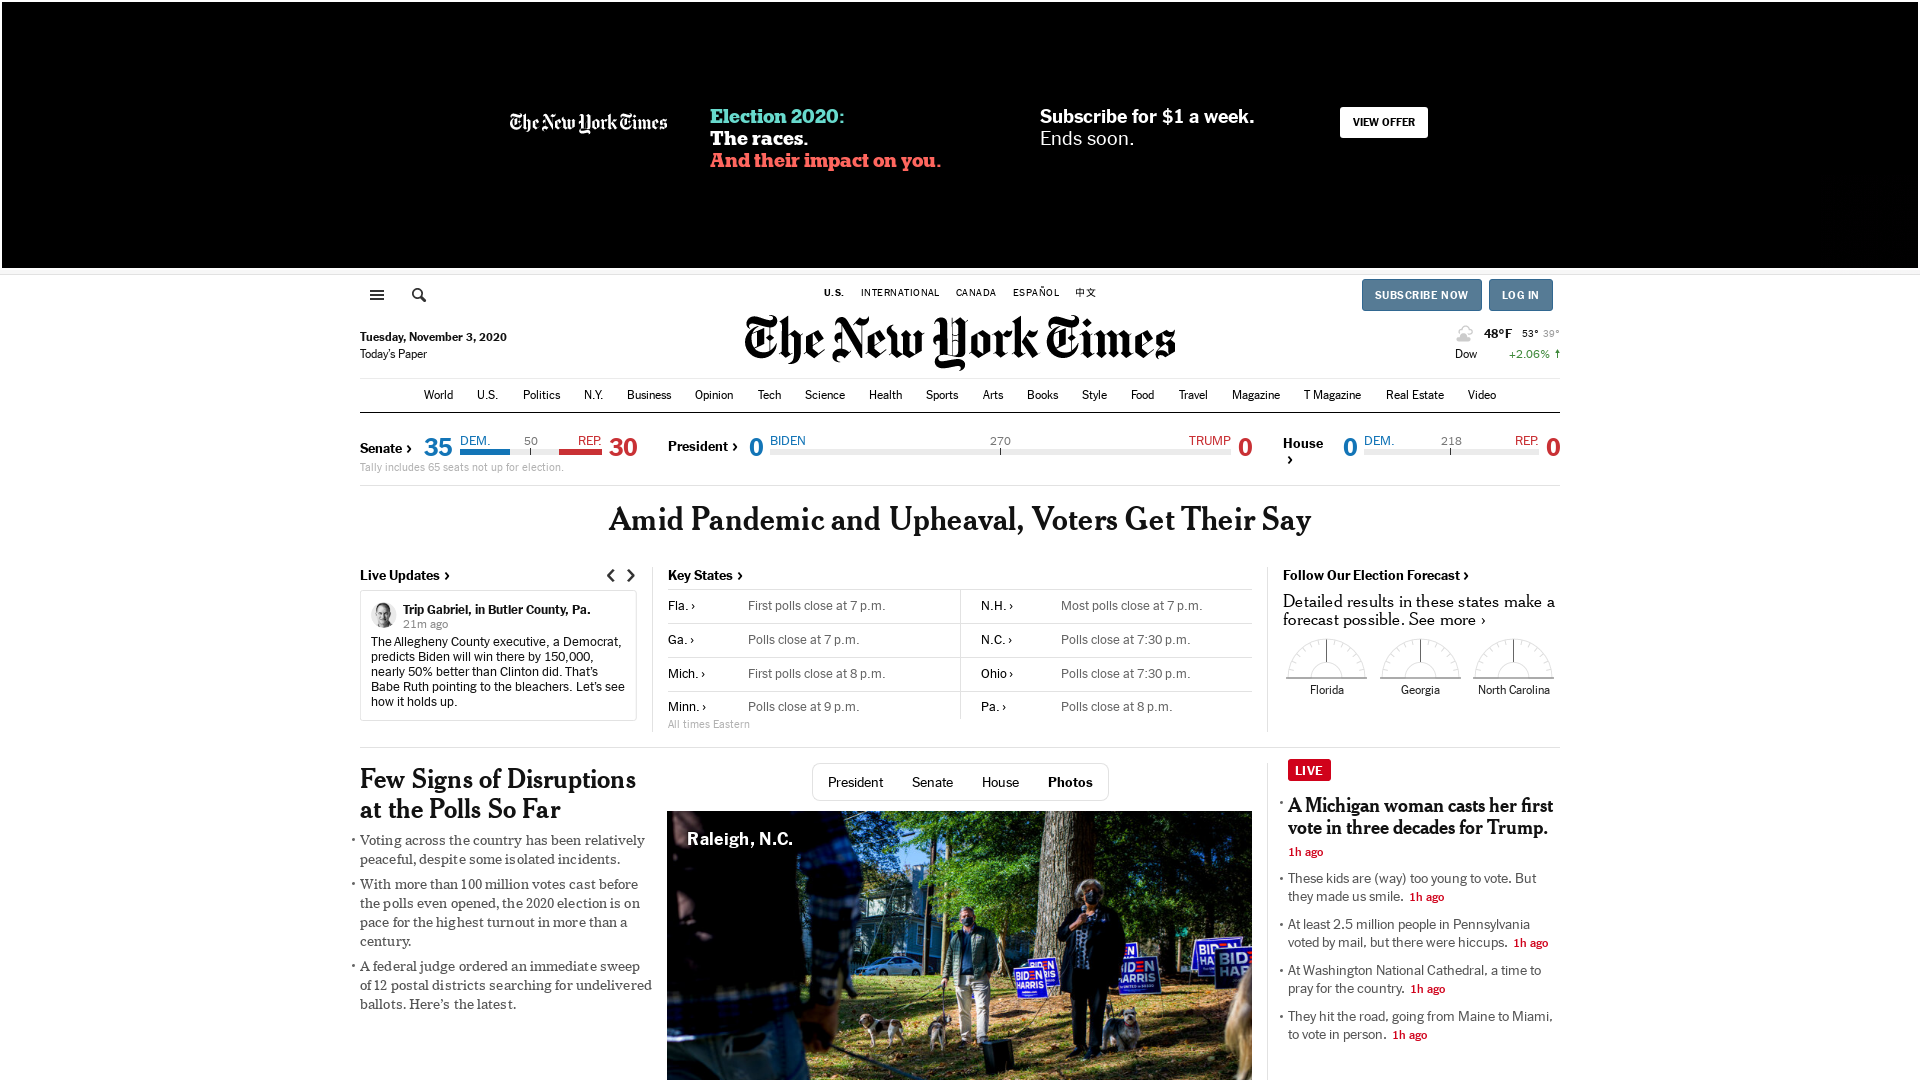 The New York Times
Election 2020:
The races.
And their impact on you.
Subscribe for $1 a week.
Ends soon.
VIEW OFFER
U.S. INTERNATIONAL CANADA ESPAÑOL 中文
SUBSCRIBE NOW LOG IN
Tuesday, November 3, 2020
Today's Paper
The New York Times
48°F 53° 39°
Dow +2.06% ↑
World U.S. Politics N.Y. Business Opinion Tech Science Health Sports Arts Books Style Food Travel Magazine T Magazine Real Estate Video
Senate › 35 DEM. 50 REP. 30
Tally includes 65 seats not up for election.
President › 0 BIDEN 270 TRUMP 0
House › 0 DEM. 218 REP. 0
Amid Pandemic and Upheaval, Voters Get Their Say
Live Updates ›
Trip Gabriel, in Butler County, Pa.
21m ago
The Allegheny County executive, a Democrat,
predicts Biden will win there by 150,000,
nearly 50% better than Clinton did. That's
Babe Ruth pointing to the bleachers. Let's see
how it holds up.
Key States ›
Fla. › First polls close at 7 p.m.
N.H. › Most polls close at 7 p.m.
Ga. › Polls close at 7 p.m.
N.C. › Polls close at 7:30 p.m.
Mich. › First polls close at 8 p.m.
Ohio › Polls close at 7:30 p.m.
Minn. › Polls close at 9 p.m.
Pa. › Polls close at 8 p.m.
All times Eastern
Follow Our Election Forecast ›
Detailed results in these states make a
forecast possible. See more ›
Florida Georgia North Carolina
Few Signs of Disruptions
at the Polls So Far
• Voting across the country has been relatively
peaceful, despite some isolated incidents.
• With more than 100 million votes cast before
the polls even opened, the 2020 election is on
pace for the highest turnout in more than a
century.
• A federal judge ordered an immediate sweep
of 12 postal districts searching for undelivered
ballots. Here's the latest.
President Senate House Photos
Raleigh, N.C.
BIDEN
HARRIS
BIDEN
BIDEN
HARRIS
BIDEN
LIVE
• A Michigan woman casts her first
vote in three decades for Trump.
1h ago
• These kids are (way) too young to vote. But
they made us smile. 1h ago
• At least 2.5 million people in Pennsylvania
voted by mail, but there were hiccups. 1h ago
• At Washington National Cathedral, a time to
pray for the country. 1h ago
• They hit the road, going from Maine to Miami,
to vote in person. 1h ago